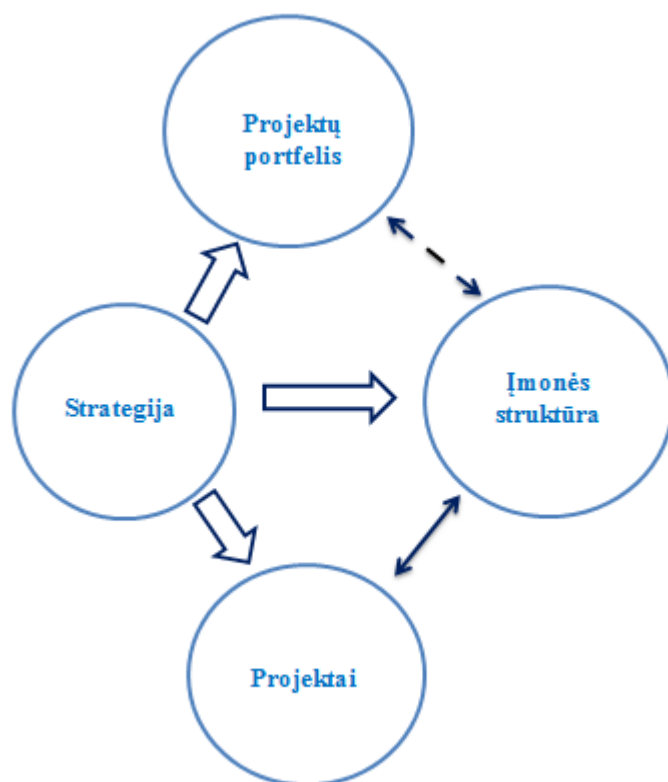 Projektų
portfelis
Strategija
Įmonės
struktūra
Projektai